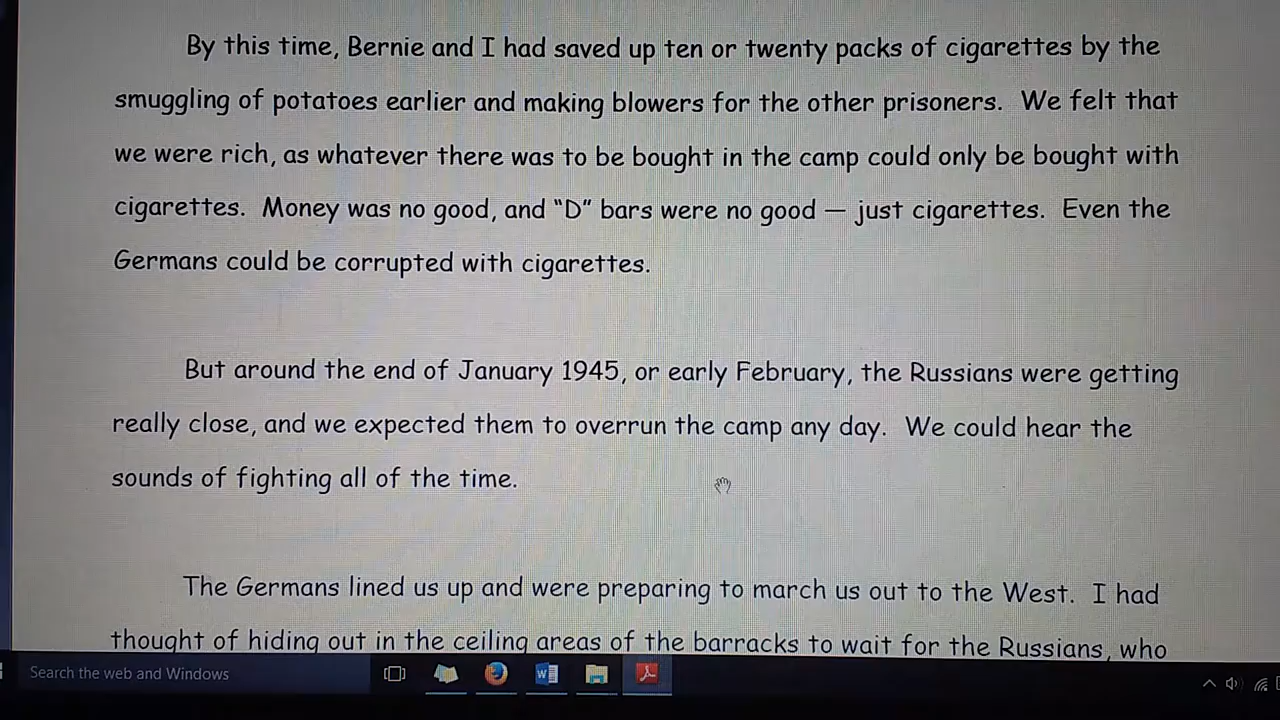 By this time, Bernie and I had saved up ten or twenty packs of cigarettes by the
smuggling of potatoes earlier and making blowers for the other prisoners. We felt that
we were rich, as whatever there was to be bought in the camp could only be bought with
cigarettes. Money was no good, and “D” bars were no good — just cigarettes. Even the
Germans could be corrupted with cigarettes.
But around the end of January 1945, or early February, the Russians were getting
really close, and we expected them to overrun the camp any day. We could hear the
sounds of fighting all of the time.
The Germans lined us up and were preparing to march us out to the West. I had
thought of hiding out in the ceiling areas of the barracks to wait for the Russians, who
Search the web and Windows